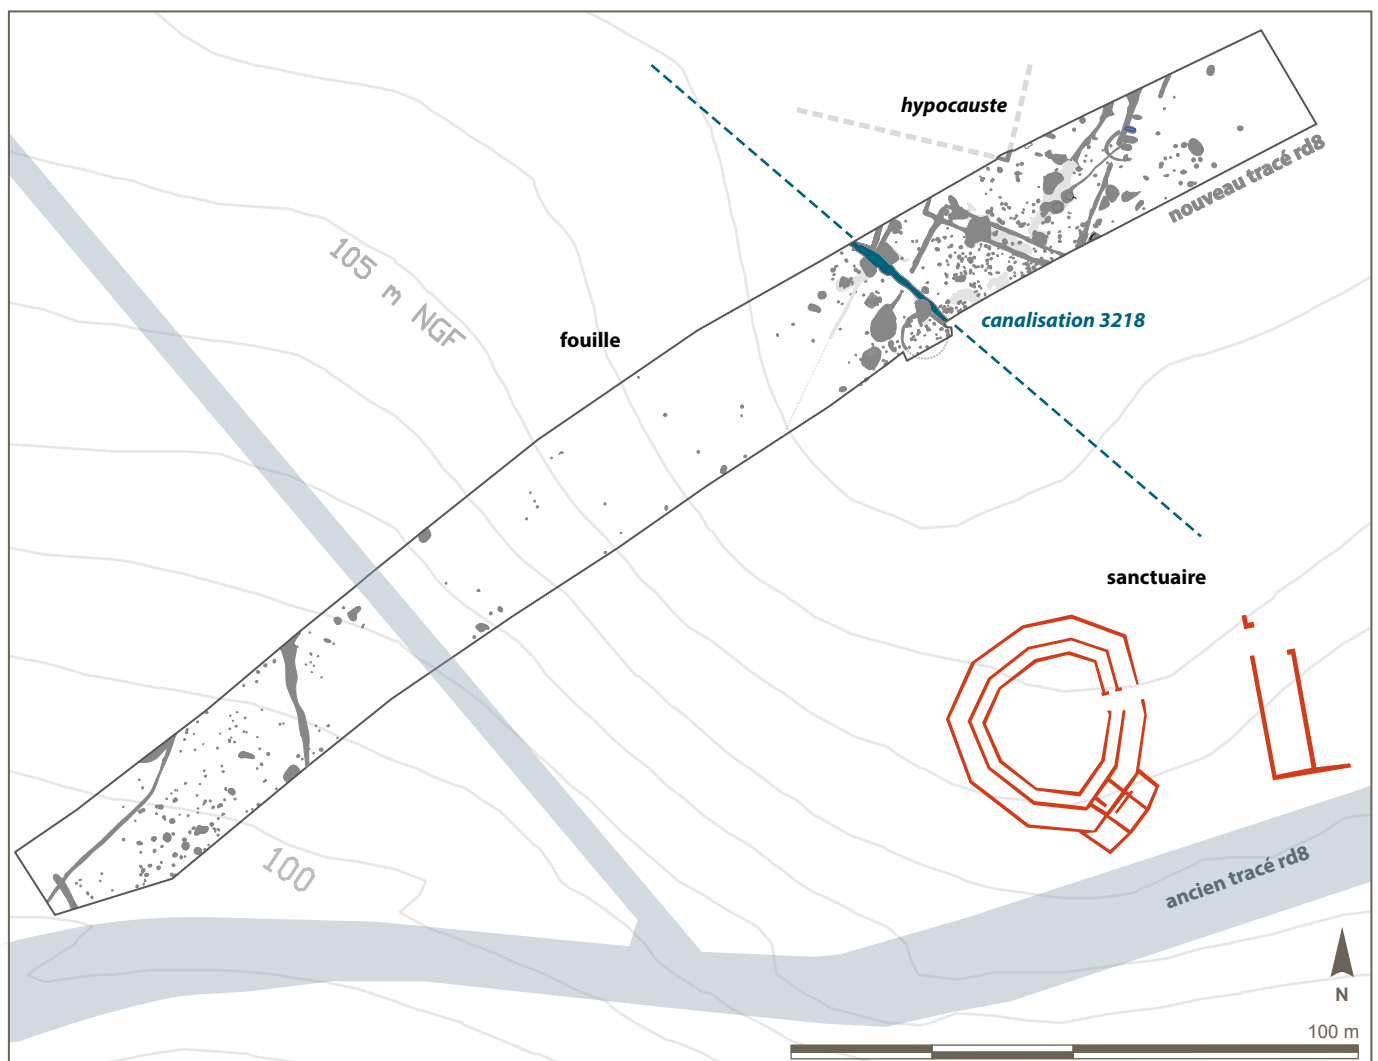 hypocauste
nouveau tracé rd8
105 m NGF
canalisation 3218
fouille
sanctuaire
100
ancien tracé rd8
N
100 m